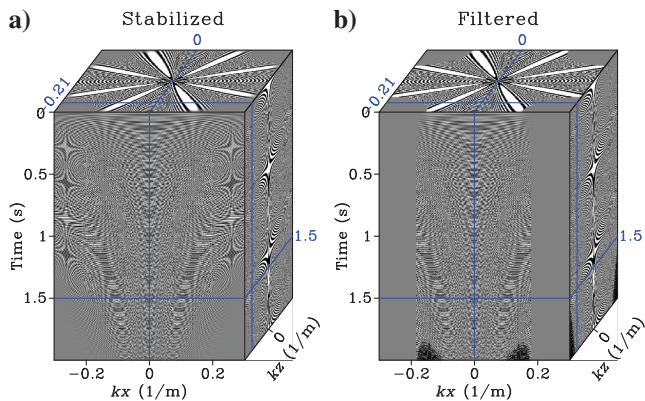 a) Stabilized b) Filtered
0 0
-0.21 -0.21
0 0
0.5 0.5
Time (s) Time (s)
1 1
1.5 1.5
1.5 1.5
0 0
kz (1/m) kz (1/m)
-0.2 0 0.2 -0.2 0 0.2
kx (1/m) kx (1/m)